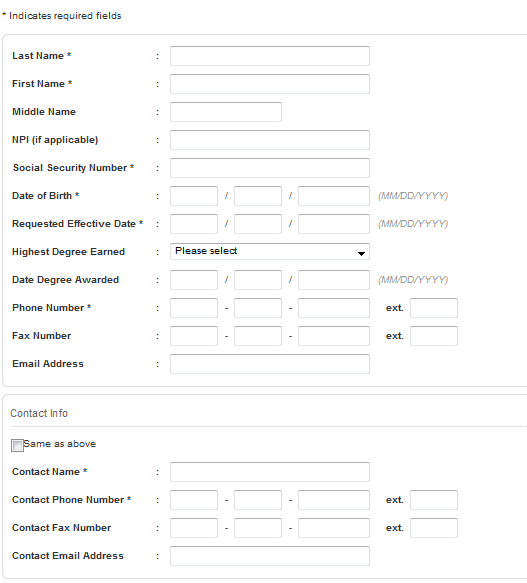 * Indicates required fields
Last Name * :
First Name * :
Middle Name :
NPI (if applicable) :
Social Security Number * :
Date of Birth * : / / (MM/DD/YYYY)
Requested Effective Date * : / / (MM/DD/YYYY)
Highest Degree Earned : Please select
Date Degree Awarded : / / (MM/DD/YYYY)
Phone Number * : - - ext.
Fax Number : - - ext.
Email Address :
Contact Info
Same as above
Contact Name * :
Contact Phone Number * : - - ext.
Contact Fax Number : - - ext.
Contact Email Address :